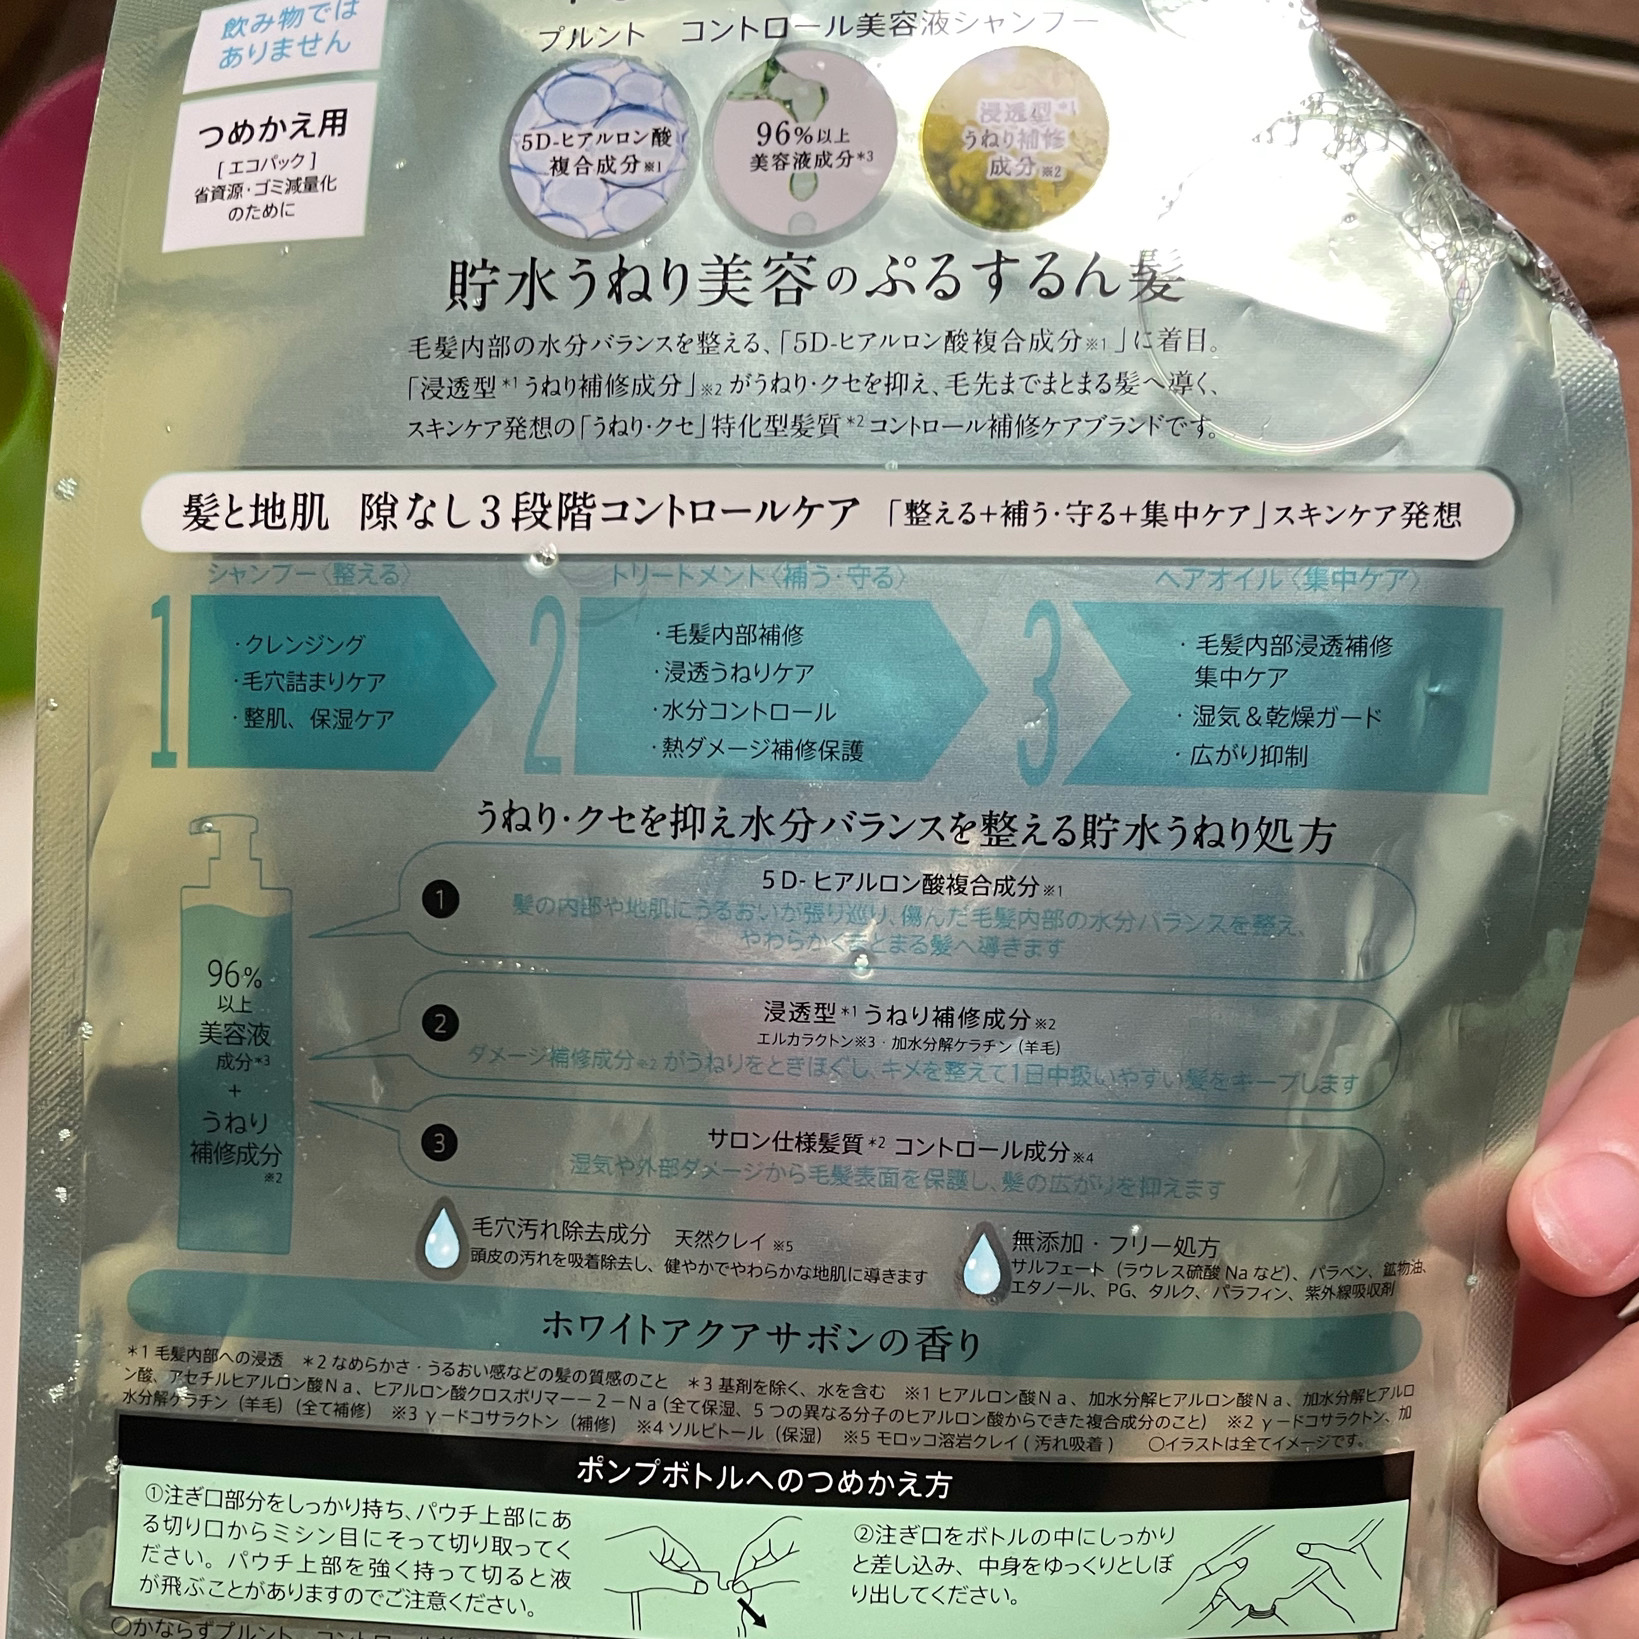 飲み物では
ありません
つめかえ用
[ エコパック ]
省資源・ゴミ減量化
のために
プルント コントロール美容液シャンプー
5D-ヒアルロン酸
複合成分※1
96%以上
美容液成分*3
浸透型*1
うねり補修
成分※2
貯水うねり美容のぷるするん髪
毛髪内部の水分バランスを整える、「5D-ヒアルロン酸複合成分※1」に着目。
「浸透型*1うねり補修成分」※2がうねり・クセを抑え、毛先までまとまる髪へ導く、
スキンケア発想の「うねり・クセ」特化型髪質*2コントロール補修ケアブランドです。
髪と地肌 隙なし3段階コントロールケア 「整える+補う・守る+集中ケア」スキンケア発想
シャンプー〈整える〉
1
・クレンジング
・毛穴詰まりケア
・整肌、保湿ケア
トリートメント〈補う・守る〉
2
・毛髪内部補修
・浸透うねりケア
・水分コントロール
・熱ダメージ補修保護
ヘアオイル〈集中ケア〉
3
・毛髪内部浸透補修
集中ケア
・湿気&乾燥ガード
・広がり抑制
うねり・クセを抑え水分バランスを整える貯水うねり処方
96%
以上
美容液
成分*3
+
うねり
補修成分
※2
1
5D-ヒアルロン酸複合成分※1
髪の内部や地肌にうるおいが張り巡り、傷んだ毛髪内部の水分バランスを整え、
やわらかくまとまる髪へ導きます
2
浸透型*1うねり補修成分※2
エルカラクトン※3・加水分解ケラチン(羊毛)
ダメージ補修成分※2がうねりをときほぐし、キメを整えて1日中扱いやすい髪をキープします
3
サロン仕様髪質*2コントロール成分※4
湿気や外部ダメージから毛髪表面を保護し、髪の広がりを抑えます
毛穴汚れ除去成分 天然クレイ※5
頭皮の汚れを吸着除去し、健やかでやわらかな地肌に導きます
無添加・フリー処方
サルフェート(ラウレス硫酸Naなど)、パラベン、鉱物油、
エタノール、PG、タルク、パラフィン、紫外線吸収剤
ホワイトアクアサボンの香り
*1毛髪内部への浸透 *2なめらかさ・うるおい感などの髪の質感のこと *3基剤を除く、水を含む ※1ヒアルロン酸Na、加水分解ヒアルロン酸Na、加水分解ヒアルロ
ン酸、アセチルヒアルロン酸Na、ヒアルロン酸クロスポリマー-2-Na(全て保湿、5つの異なる分子のヒアルロン酸からできた複合成分のこと) ※2γ-ドコサラクトン、加
水分解ケラチン(羊毛)(全て補修) ※3γ-ドコサラクトン(補修) ※4ソルビトール(保湿) ※5モロッコ溶岩クレイ(汚れ吸着) ○イラストは全てイメージです。
ポンプボトルへのつめかえ方
①注ぎ口部分をしっかり持ち、パウチ上部にあ
る切り口からミシン目にそって切り取ってく
ださい。パウチ上部を強く持って切ると液
が飛ぶことがありますのでご注意ください。
②注ぎ口をボトルの中にしっかり
と差し込み、中身をゆっくりとしぼ
り出してください。
○かならずプルント